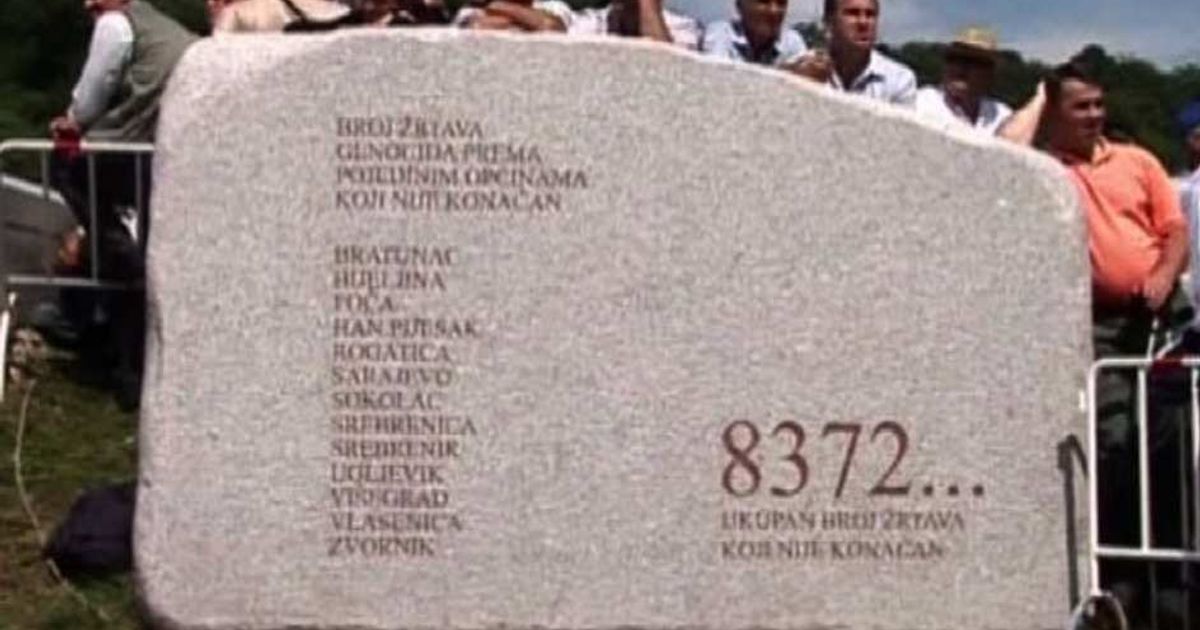 BROJ ŽRTAVA
GENOCIDA PREMA
POJEDINIM OPĆINAMA
KOJI NIJE KONAČAN
BRATUNAC
BIJELJINA
FOČA
HAN PIJESAK
ROGATICA
SARAJEVO
SOKOLAC
SREBRENICA
SREBRENIK
UGLJEVIK
VIŠEGRAD
VLASENICA
ZVORNIK
8372...
UKUPAN BROJ ŽRTAVA
KOJI NIJE KONAČAN